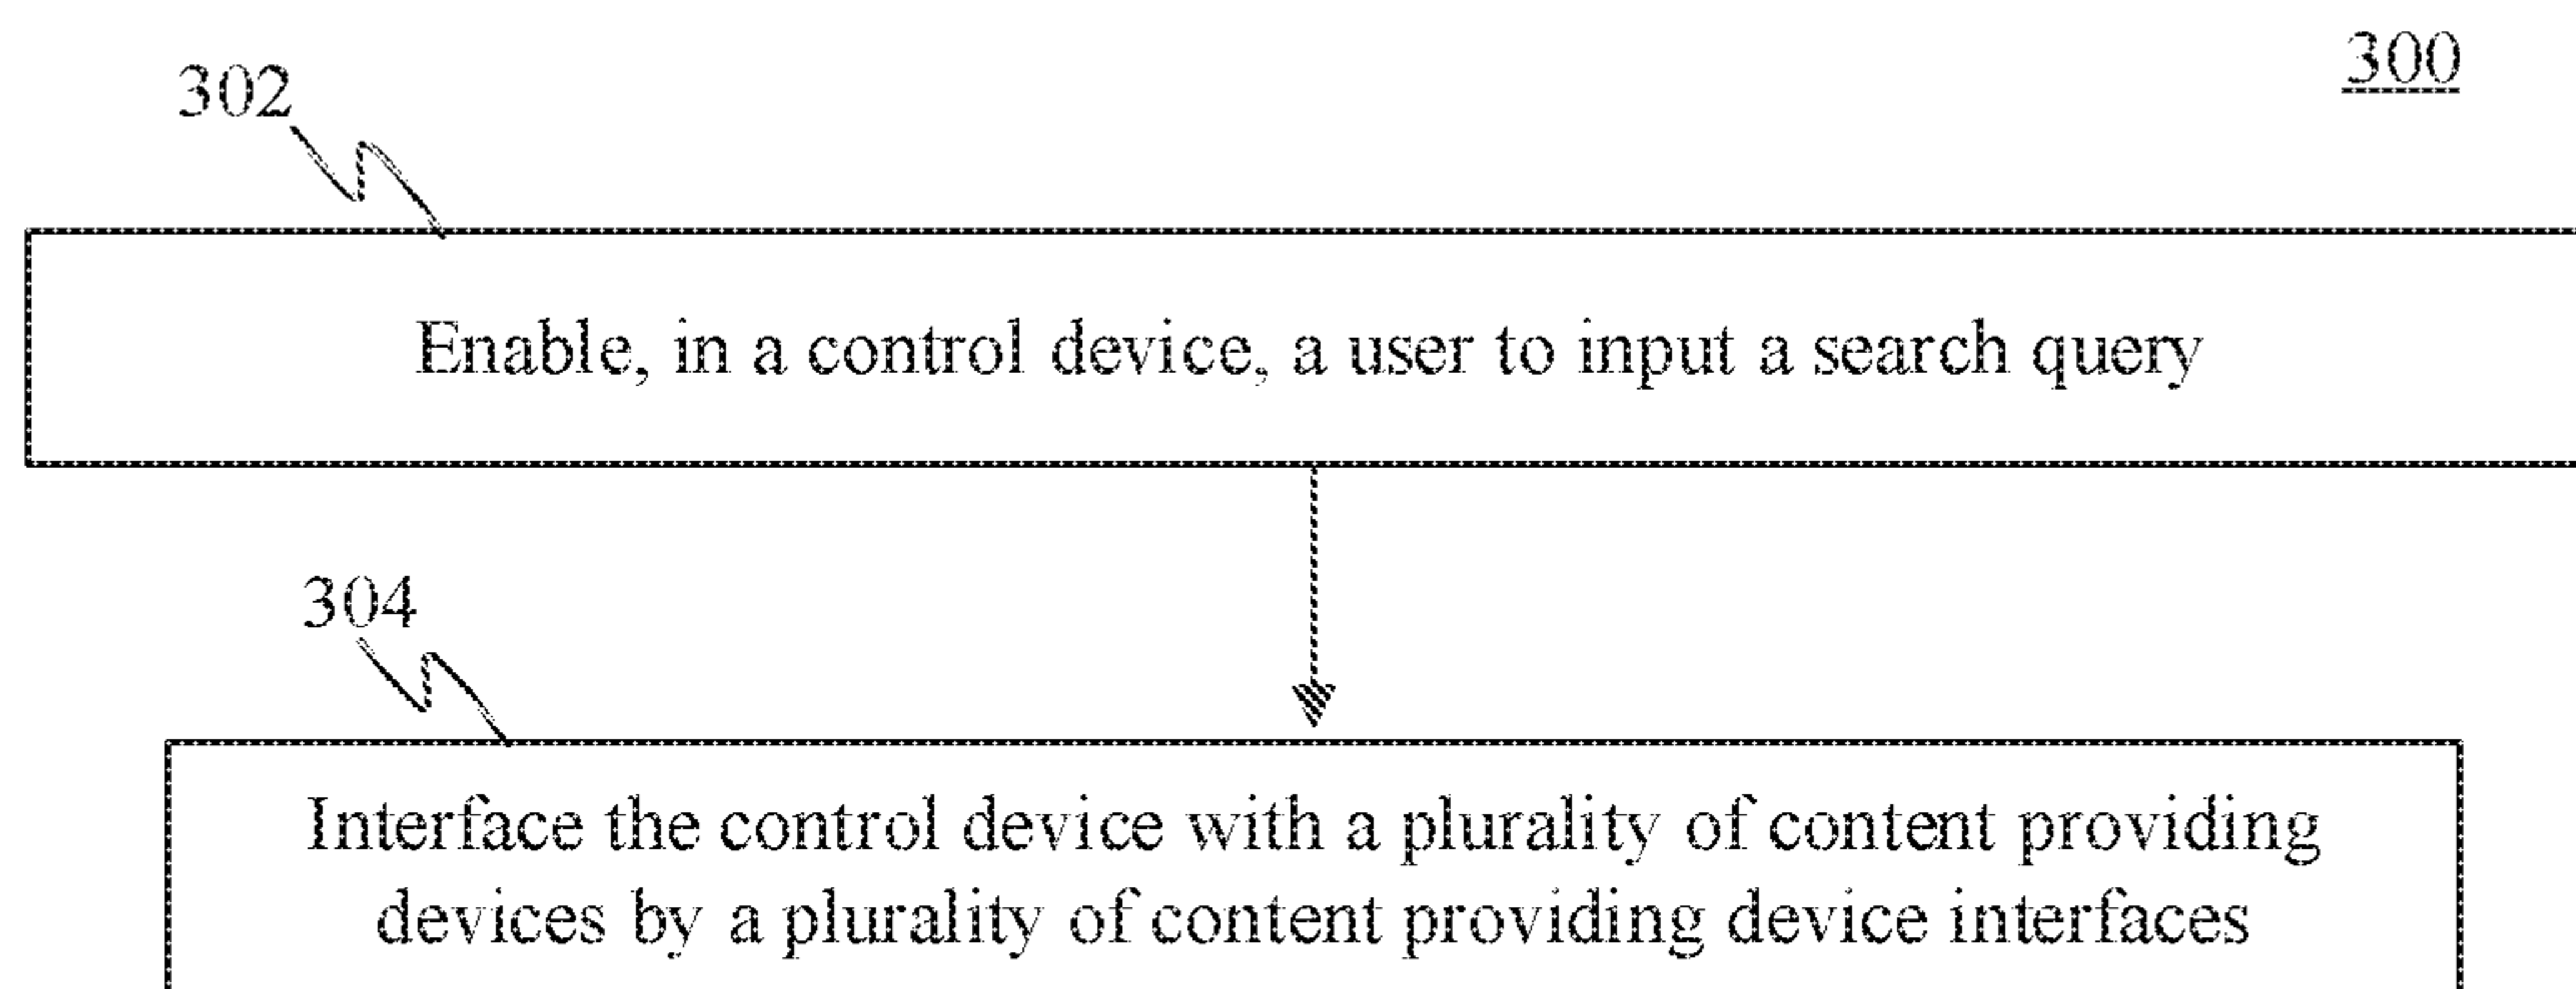 300
302
Enable, in a control device, a user to input a search query
304
Interface the control device with a plurality of content providing
devices by a plurality of content providing device interfaces